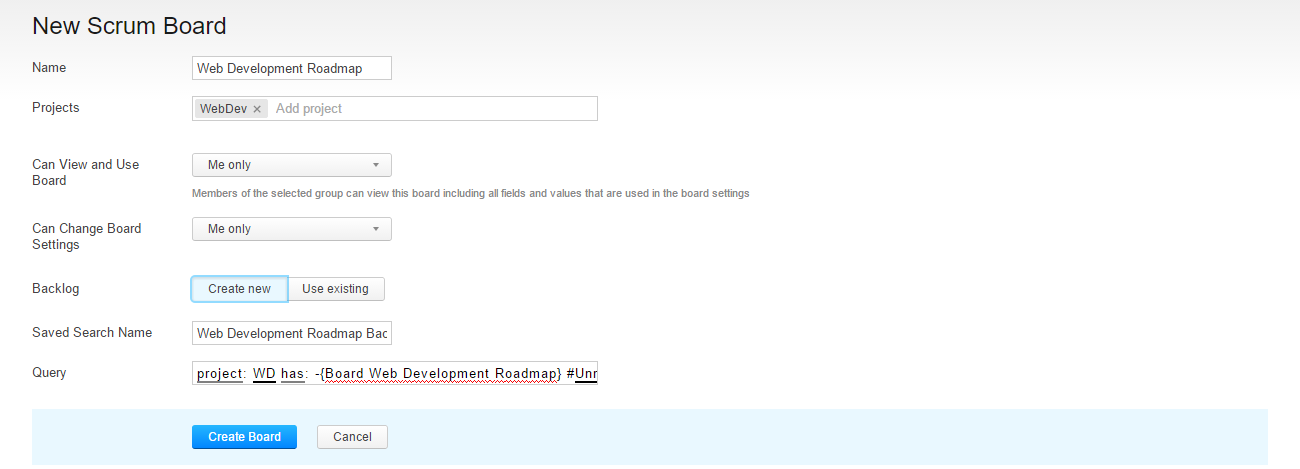 New Scrum Board
Name
Web Development Roadmap
Projects
WebDev × Add project
Can View and Use
Board
Me only
Members of the selected group can view this board including all fields and values that are used in the board settings
Can Change Board
Settings
Me only
Backlog
Create new Use existing
Saved Search Name
Web Development Roadmap Bac
Query
project: WD has: -{Board Web Development Roadmap} #Unr
Create Board Cancel